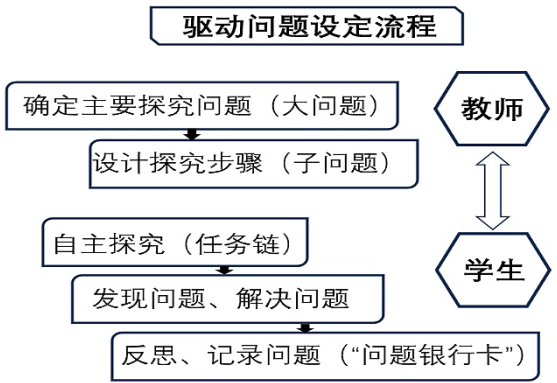 驱动问题设定流程
确定主要探究问题（大问题）
教师
设计探究步骤（子问题）
自主探究（任务链）
学生
发现问题、解决问题
反思、记录问题（“问题银行卡”）